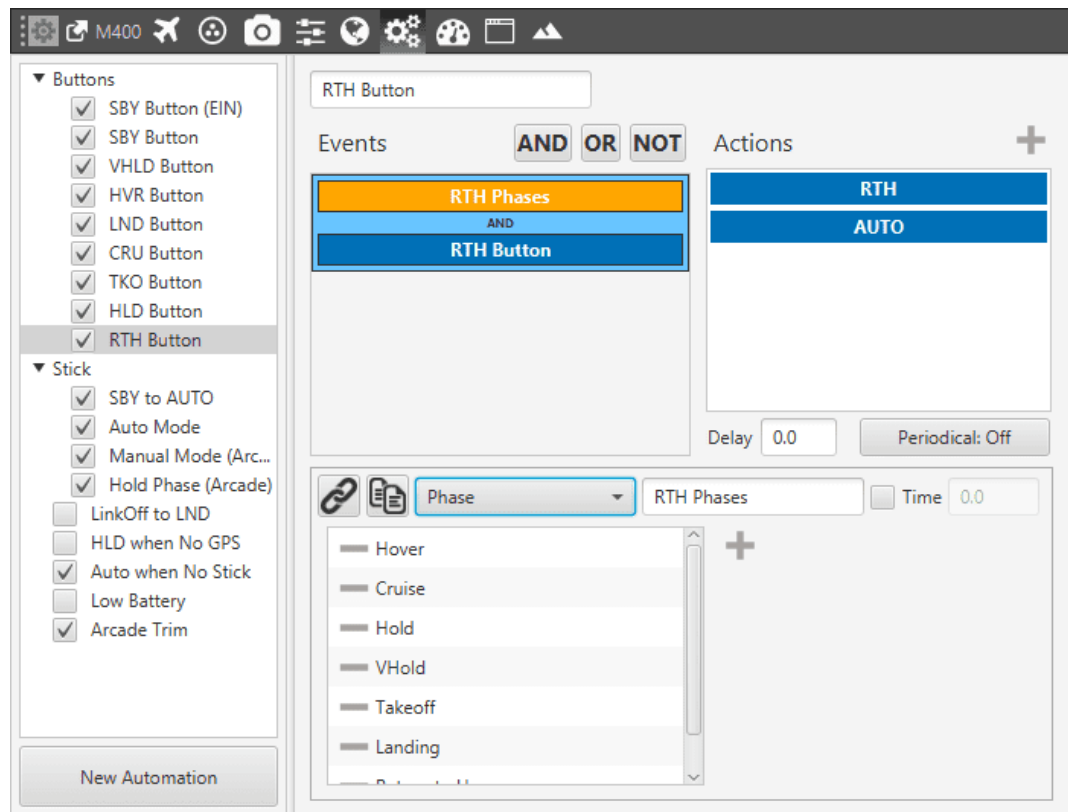 M400
Buttons
SBY Button (EIN)
SBY Button
VHLD Button
HVR Button
LND Button
CRU Button
TKO Button
HLD Button
RTH Button
Stick
SBY to AUTO
Auto Mode
Manual Mode (Arc...
Hold Phase (Arcade)
LinkOff to LND
HLD when No GPS
Auto when No Stick
Low Battery
Arcade Trim
New Automation
RTH Button
Events AND OR NOT
RTH Phases
AND
RTH Button
Actions
RTH
AUTO
Delay 0.0 Periodical: Off
Phase RTH Phases Time 0.0
Hover
Cruise
Hold
VHold
Takeoff
Landing